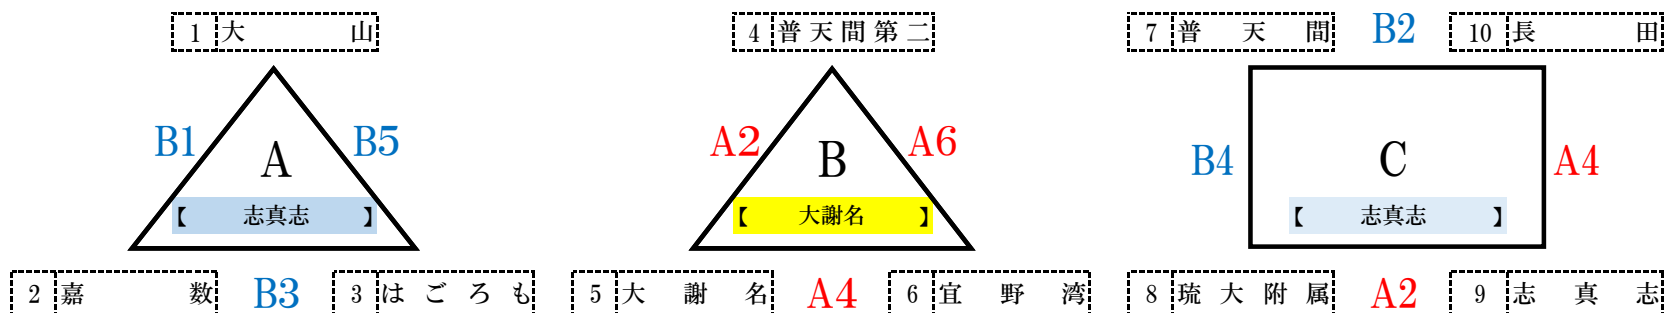 1 大山 4 普天間第二 7 普天間 B2 10 長田
B1 A B5 A2 B A6 B4 C A4
【 志真志 】 【 大謝名 】 【 志真志 】
2 嘉数 B3 3 はごろも 5 大謝名 A4 6 宜野湾 8 琉大附属 A2 9 志真志